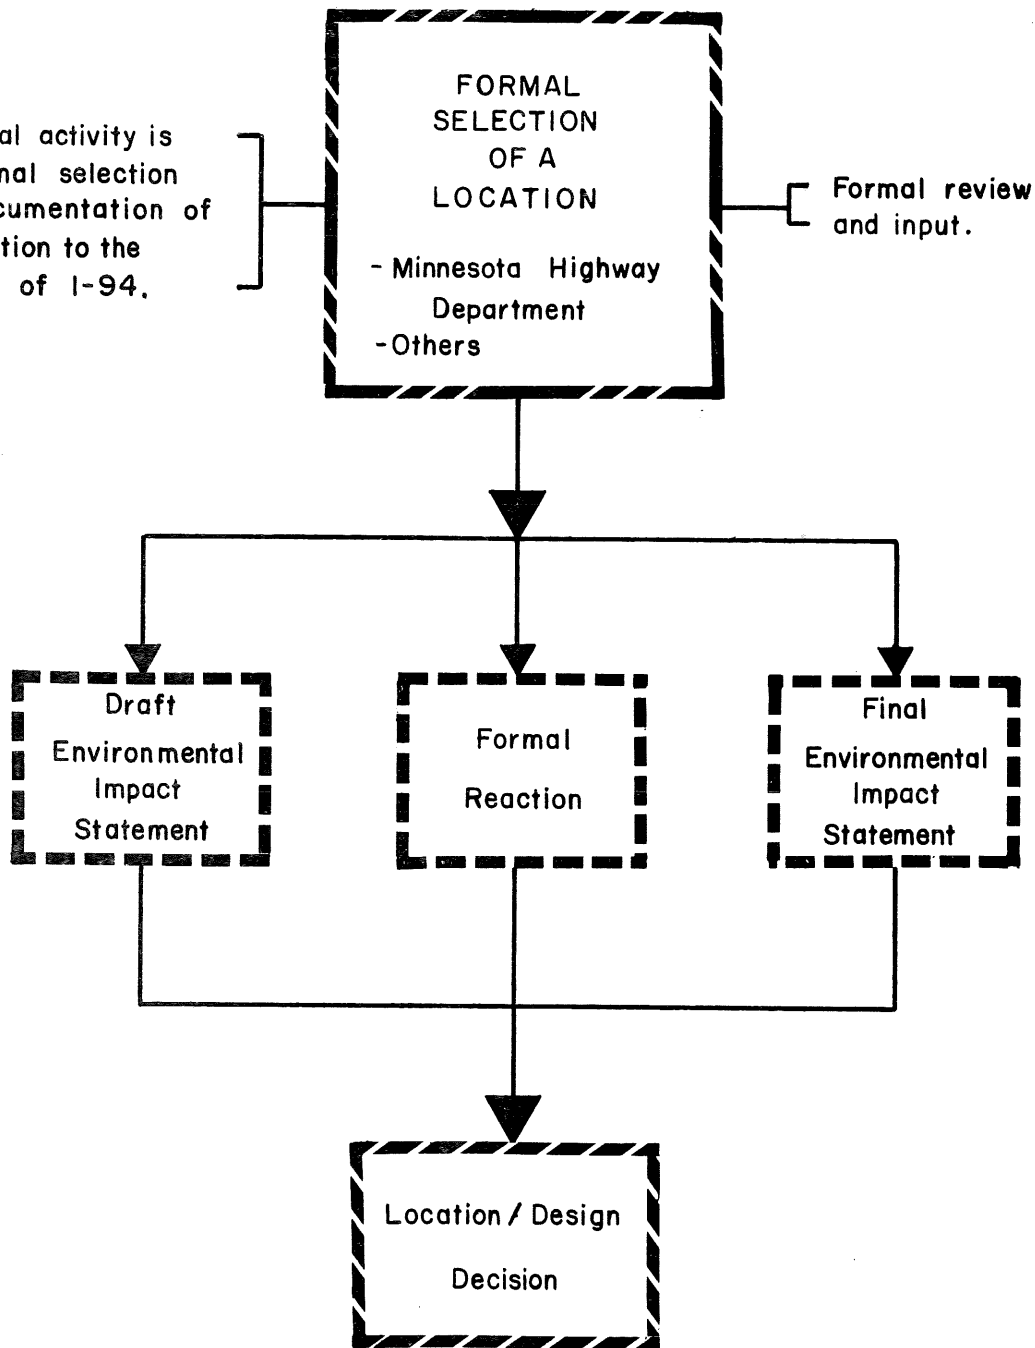 FORMAL
SELECTION
OF A
LOCATION
- Minnesota Highway
Department
- Others
al activity is
nal selection
cumentation of
tion to the
of I-94.
Formal review
and input.
Draft
Environmental
Impact
Statement
Formal
Reaction
Final
Environmental
Impact
Statement
Location / Design
Decision